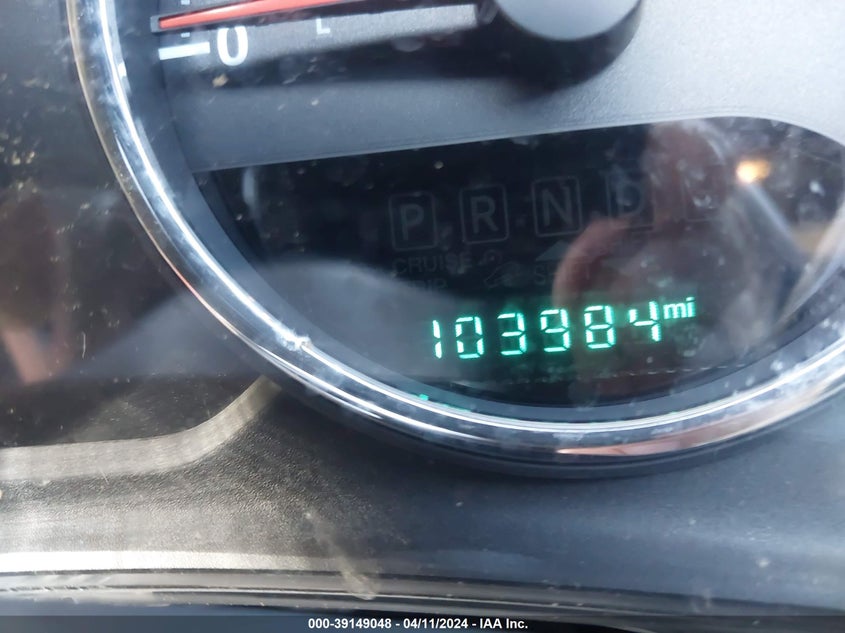 0
L
P R N D
CRUISE
103984 mi
000-39149048 - 04/11/2024 - IAA Inc.